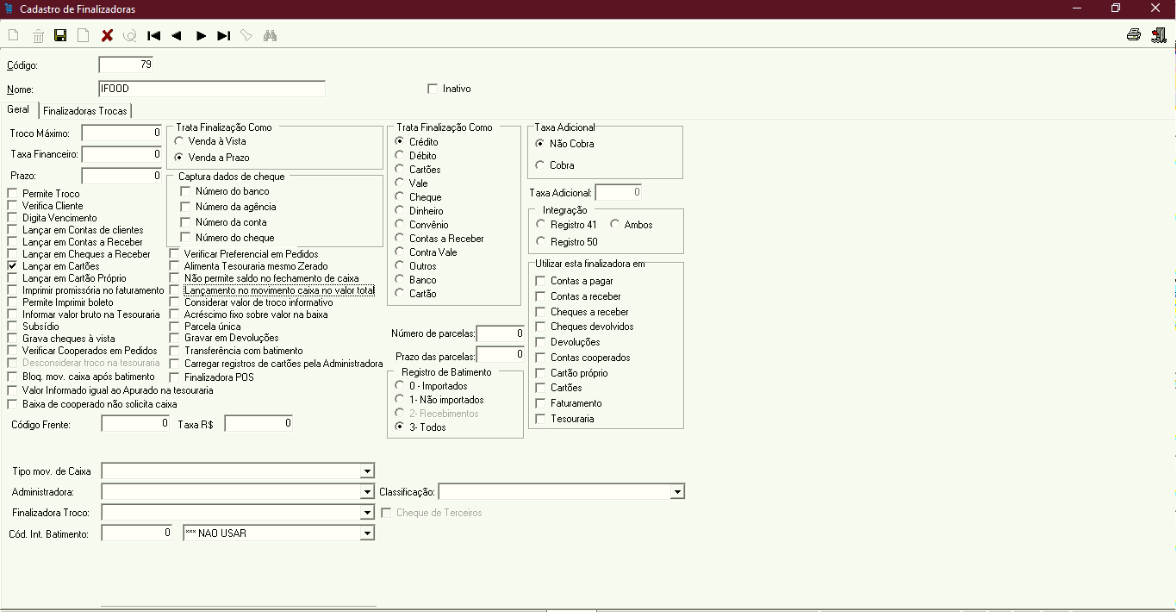 Cadastro de Finalizadoras
Código: 79
Nome: IFOOD
Inativo
Geral Finalizadoras Trocas
Troco Máximo: 0
Taxa Financeiro: 0
Prazo: 0
Permite Troco
Verifica Cliente
Digita Vencimento
Lançar em Contas de clientes
Lançar em Contas a Receber
Lançar em Cheques a Receber
Lançar em Cartões
Lançar em Cartão Próprio
Imprimir promissória no faturamento
Permite Imprimir boleto
Informar valor bruto na Tesouraria
Subsídio
Grava cheques à vista
Verificar Cooperados em Pedidos
Desconsiderar troco na tesouraria
Bloq. mov. caixa após batimento
Valor Informado igual ao Apurado na tesouraria
Baixa de cooperado não solicita caixa
Trata Finalização Como
Venda à Vista
Venda a Prazo
Captura dados de cheque
Número do banco
Número da agência
Número da conta
Número do cheque
Verificar Preferencial em Pedidos
Alimenta Tesouraria mesmo Zerado
Não permite saldo no fechamento de caixa
Lançamento no movimento caixa no valor total
Considerar valor de troco informativo
Acréscimo fixo sobre valor na baixa
Parcela única
Gravar em Devoluções
Transferência com batimento
Carregar registros de cartões pela Administradora
Finalizadora POS
Trata Finalização Como
Crédito
Débito
Cartões
Vale
Cheque
Dinheiro
Convênio
Contas a Receber
Contra Vale
Outros
Banco
Cartão
Número de parcelas: 0
Prazo das parcelas: 0
Registro de Batimento
0 - Importados
1- Não importados
2- Recebimentos
3- Todos
Taxa Adicional
Não Cobra
Cobra
Taxa Adicional: 0
Integração
Registro 41 Ambos
Registro 50
Utilizar esta finalizadora em
Contas a pagar
Contas a receber
Cheques a receber
Cheques devolvidos
Devoluções
Contas cooperados
Cartão próprio
Cartões
Faturamento
Tesouraria
Código Frente: 0 Taxa R$ 0
Tipo mov. de Caixa
Administradora: Classificação:
Finalizadora Troco: Cheque de Terceiros
Cód. Int. Batimento: 0 *** NAO USAR